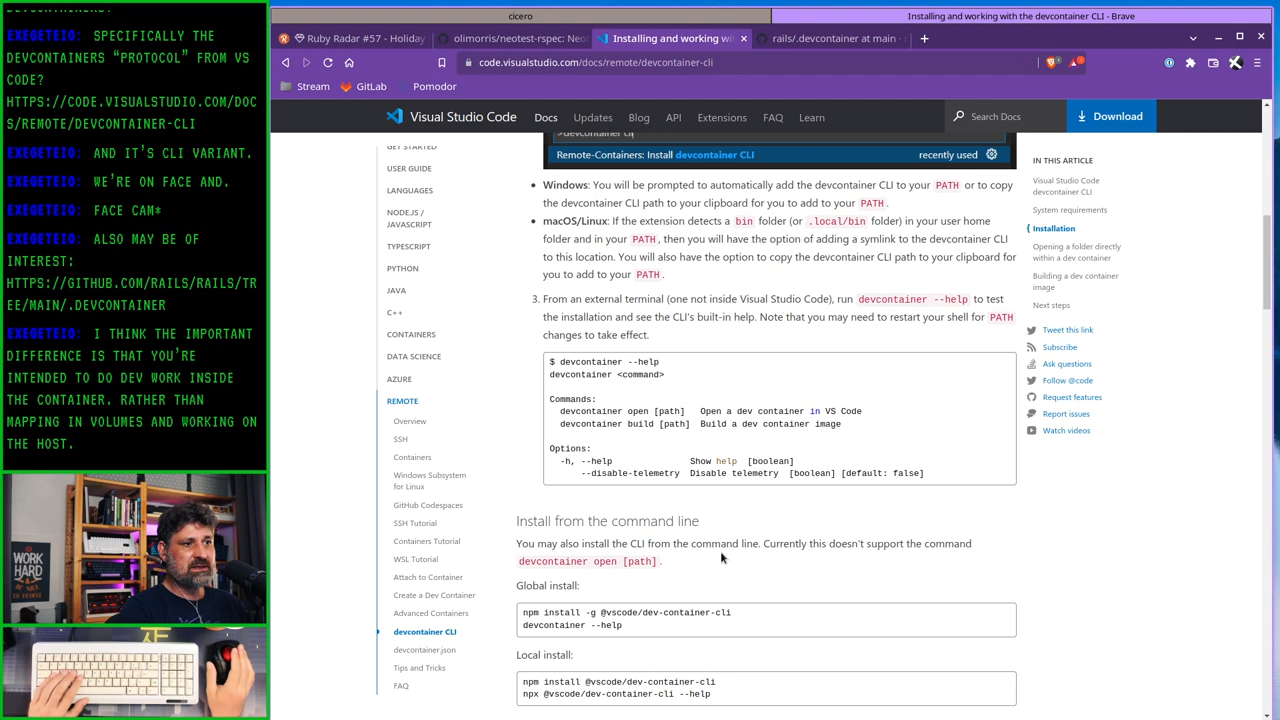 EXEGETEIO: SPECIFICALLY THE
DEVCONTAINERS “PROTOCOL” FROM VS
CODE?
HTTPS://CODE.VISUALSTUDIO.COM/DOC
S/REMOTE/DEVCONTAINER-CLI
EXEGETEIO: AND IT'S CLI VARIANT.
EXEGETEIO: WE'RE ON FACE AND.
EXEGETEIO: FACE CAM*
EXEGETEIO: ALSO MAY BE OF
INTEREST:
HTTPS://GITHUB.COM/RAILS/RAILS/TR
EE/MAIN/.DEVCONTAINER
EXEGETEIO: I THINK THE IMPORTANT
DIFFERENCE IS THAT YOU'RE
INTENDED TO DO DEV WORK INSIDE
THE CONTAINER. RATHER THAN
MAPPING IN VOLUMES AND WORKING ON
THE HOST.
WORK
HARD
cicero
Installing and working with the devcontainer CLI - Brave
Ruby Radar #57 - Holiday
olimorris/neotest-rspec: Neo
Installing and working wi
rails/.devcontainer at main ·
code.visualstudio.com/docs/remote/devcontainer-cli
Stream
GitLab
Pomodor
Visual Studio Code
Docs
Updates
Blog
API
Extensions
FAQ
Learn
Search Docs
Download
GET STARTED
USER GUIDE
LANGUAGES
NODE.JS /
JAVASCRIPT
TYPESCRIPT
PYTHON
JAVA
C++
CONTAINERS
DATA SCIENCE
AZURE
REMOTE
Overview
SSH
Containers
Windows Subsystem
for Linux
GitHub Codespaces
SSH Tutorial
Containers Tutorial
WSL Tutorial
Attach to Container
Create a Dev Container
Advanced Containers
devcontainer CLI
devcontainer.json
Tips and Tricks
FAQ
>devcontainer cli
Remote-Containers: Install devcontainer CLI
recently used
• Windows: You will be prompted to automatically add the devcontainer CLI to your PATH or to copy
the devcontainer CLI path to your clipboard for you to add to your PATH .
• macOS/Linux: If the extension detects a bin folder (or .local/bin folder) in your user home
folder and in your PATH , then you will have the option of adding a symlink to the devcontainer CLI
to this location. You will also have the option to copy the devcontainer CLI path to your clipboard for
you to add to your PATH .
3. From an external terminal (one not inside Visual Studio Code), run devcontainer --help to test
the installation and see the CLI's built-in help. Note that you may need to restart your shell for PATH
changes to take effect.
$ devcontainer --help
devcontainer <command>
Commands:
devcontainer open [path] Open a dev container in VS Code
devcontainer build [path] Build a dev container image
Options:
-h, --help Show help [boolean]
--disable-telemetry Disable telemetry [boolean] [default: false]
Install from the command line
You may also install the CLI from the command line. Currently this doesn't support the command
devcontainer open [path] .
Global install:
npm install -g @vscode/dev-container-cli
devcontainer --help
Local install:
npm install @vscode/dev-container-cli
npx @vscode/dev-container-cli --help
IN THIS ARTICLE
Visual Studio Code
devcontainer CLI
System requirements
Installation
Opening a folder directly
within a dev container
Building a dev container
image
Next steps
Tweet this link
Subscribe
Ask questions
Follow @code
Request features
Report issues
Watch videos